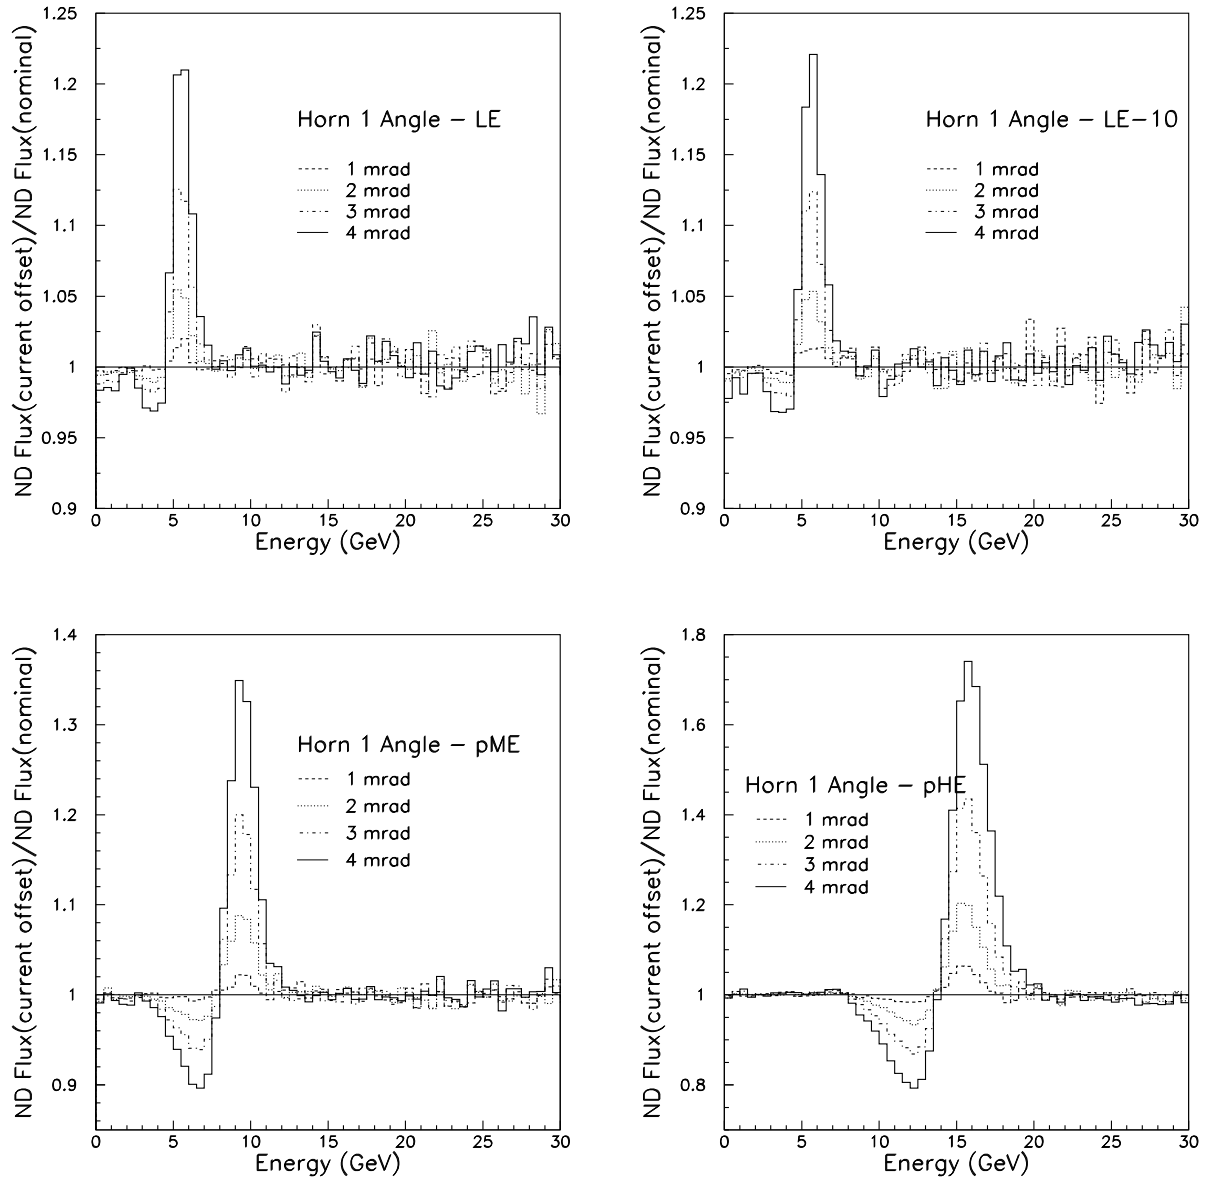 ND Flux(current offset)/ND Flux(nominal)
1.25
1.2
1.15
1.1
1.05
1
0.95
0.9
Horn 1 Angle – LE
1 mrad
2 mrad
3 mrad
4 mrad
0 5 10 15 20 25 30
Energy (GeV)
ND Flux(current offset)/ND Flux(nominal)
1.25
1.2
1.15
1.1
1.05
1
0.95
0.9
Horn 1 Angle – LE–10
1 mrad
2 mrad
3 mrad
4 mrad
0 5 10 15 20 25 30
Energy (GeV)
ND Flux(current offset)/ND Flux(nominal)
1.4
1.3
1.2
1.1
1
0.9
Horn 1 Angle – pME
1 mrad
2 mrad
3 mrad
4 mrad
0 5 10 15 20 25 30
Energy (GeV)
ND Flux(current offset)/ND Flux(nominal)
1.8
1.6
1.4
1.2
1
0.8
Horn 1 Angle – pHE
1 mrad
2 mrad
3 mrad
4 mrad
0 5 10 15 20 25 30
Energy (GeV)